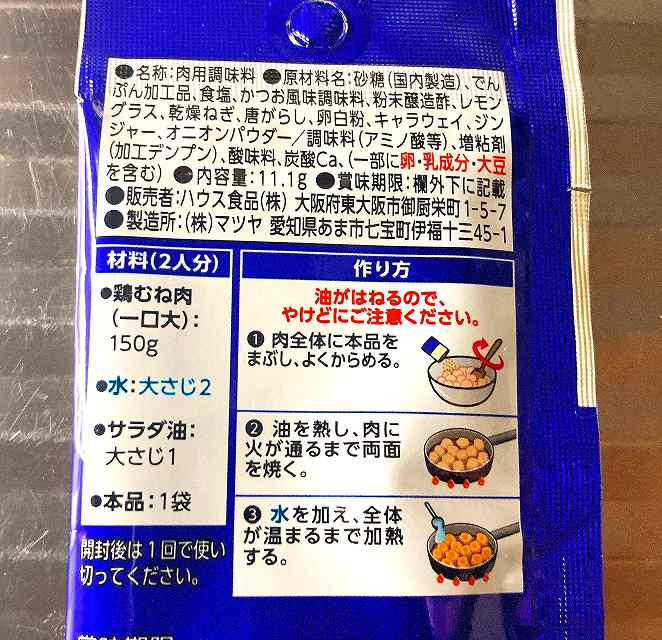 ●名称:肉用調味料 ●原材料名:砂糖(国内製造)、でん
ぷん加工品、食塩、かつお風味調味料、粉末醸造酢、レモン
グラス、乾燥ねぎ、唐がらし、卵白粉、キャラウェイ、ジン
ジャー、オニオンパウダー/調味料(アミノ酸等)、増粘剤
(加工デンプン)、酸味料、炭酸Ca、(一部に卵・乳成分・大豆
を含む) ●内容量:11.1g ●賞味期限:欄外下に記載
●販売者:ハウス食品(株) 大阪府東大阪市御厨栄町1-5-7
●製造所:(株)マツヤ 愛知県あま市七宝町伊福十三45-1
材料(2人分)
●鶏むね肉
(一口大):
150g
●水:大さじ2
●サラダ油:
大さじ1
●本品:1袋
開封後は1回で使い
切ってください。
作り方
油がはねるので、
やけどにご注意ください。
❶ 肉全体に本品を
まぶし、よくからめる。
❷ 油を熱し、肉に
火が通るまで両面
を焼く。
❸ 水を加え、全体
が温まるまで加熱
する。